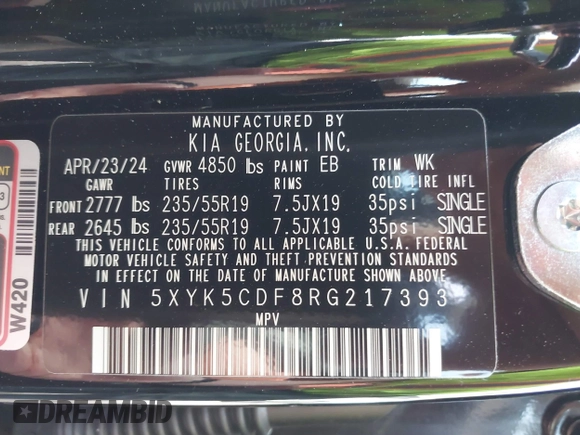 MANUFACTURED BY
KIA GEORGIA, INC.
APR/23/24 GVWR 4850 lbs PAINT EB TRIM WK
GAWR TIRES RIMS COLD TIRE INFL
FRONT 2777 lbs 235/55R19 7.5JX19 35psi SINGLE
REAR 2645 lbs 235/55R19 7.5JX19 35psi SINGLE
THIS VEHICLE CONFORMS TO ALL APPLICABLE U.S.A. FEDERAL
MOTOR VEHICLE SAFETY AND THEFT PREVENTION STANDARDS
IN EFFECT ON THE DATE OF MANUFACTURE SHOWN ABOVE.
VIN 5XYK5CDF8RG217393
MPV
W420
DREAMBID